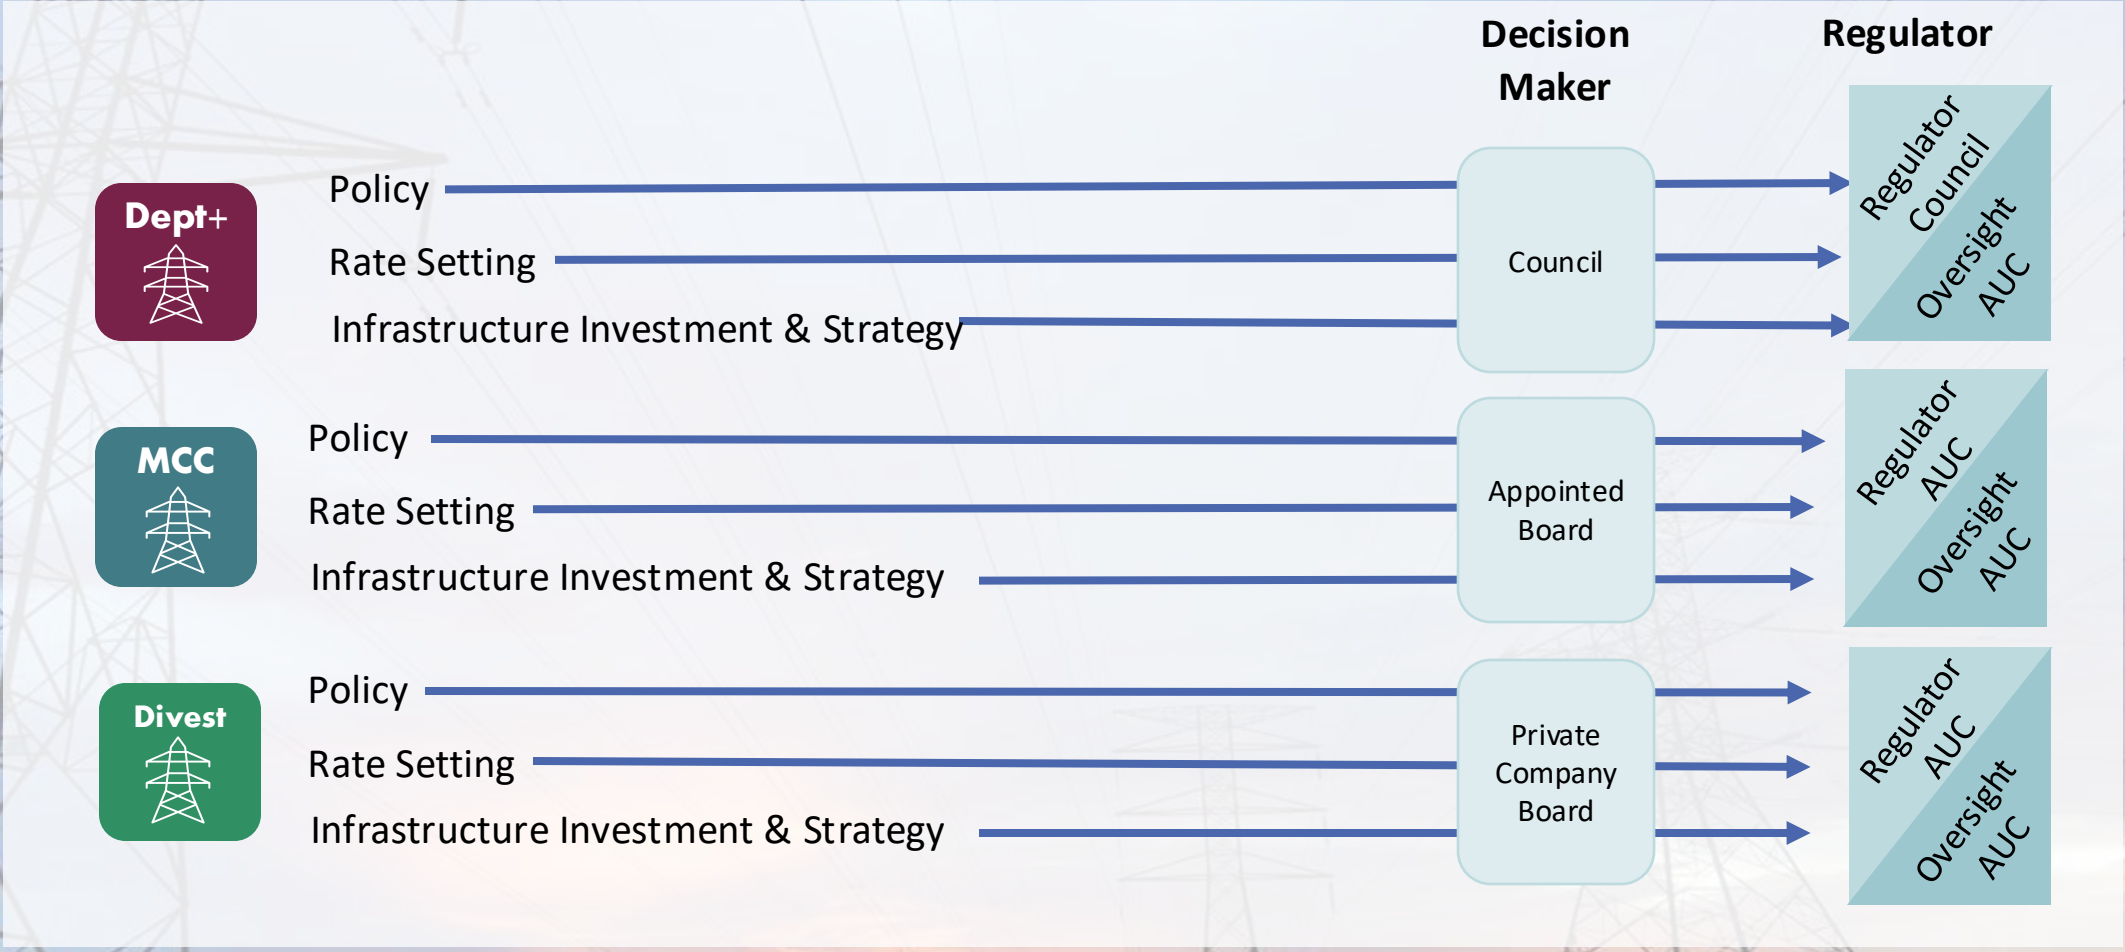 Decision
Maker
Regulator
Dept+
Policy
Rate Setting
Infrastructure Investment & Strategy
Council
Regulator
Council
Oversight
AUC
MCC
Policy
Rate Setting
Infrastructure Investment & Strategy
Appointed
Board
Regulator
AUC
Oversight
AUC
Divest
Policy
Rate Setting
Infrastructure Investment & Strategy
Private
Company
Board
Regulator
AUC
Oversight
AUC